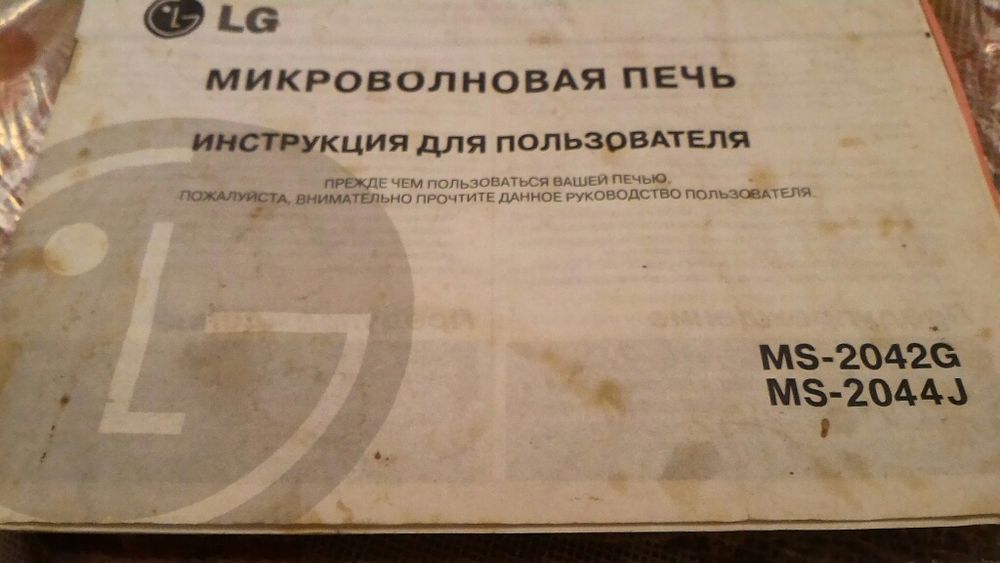 LG
МИКРОВОЛНОВАЯ ПЕЧЬ
ИНСТРУКЦИЯ ДЛЯ ПОЛЬЗОВАТЕЛЯ
ПРЕЖДЕ ЧЕМ ПОЛЬЗОВАТЬСЯ ВАШЕЙ ПЕЧЬЮ,
ПОЖАЛУЙСТА, ВНИМАТЕЛЬНО ПРОЧТИТЕ ДАННОЕ РУКОВОДСТВО ПОЛЬЗОВАТЕЛЯ.
MS-2042G
MS-2044J